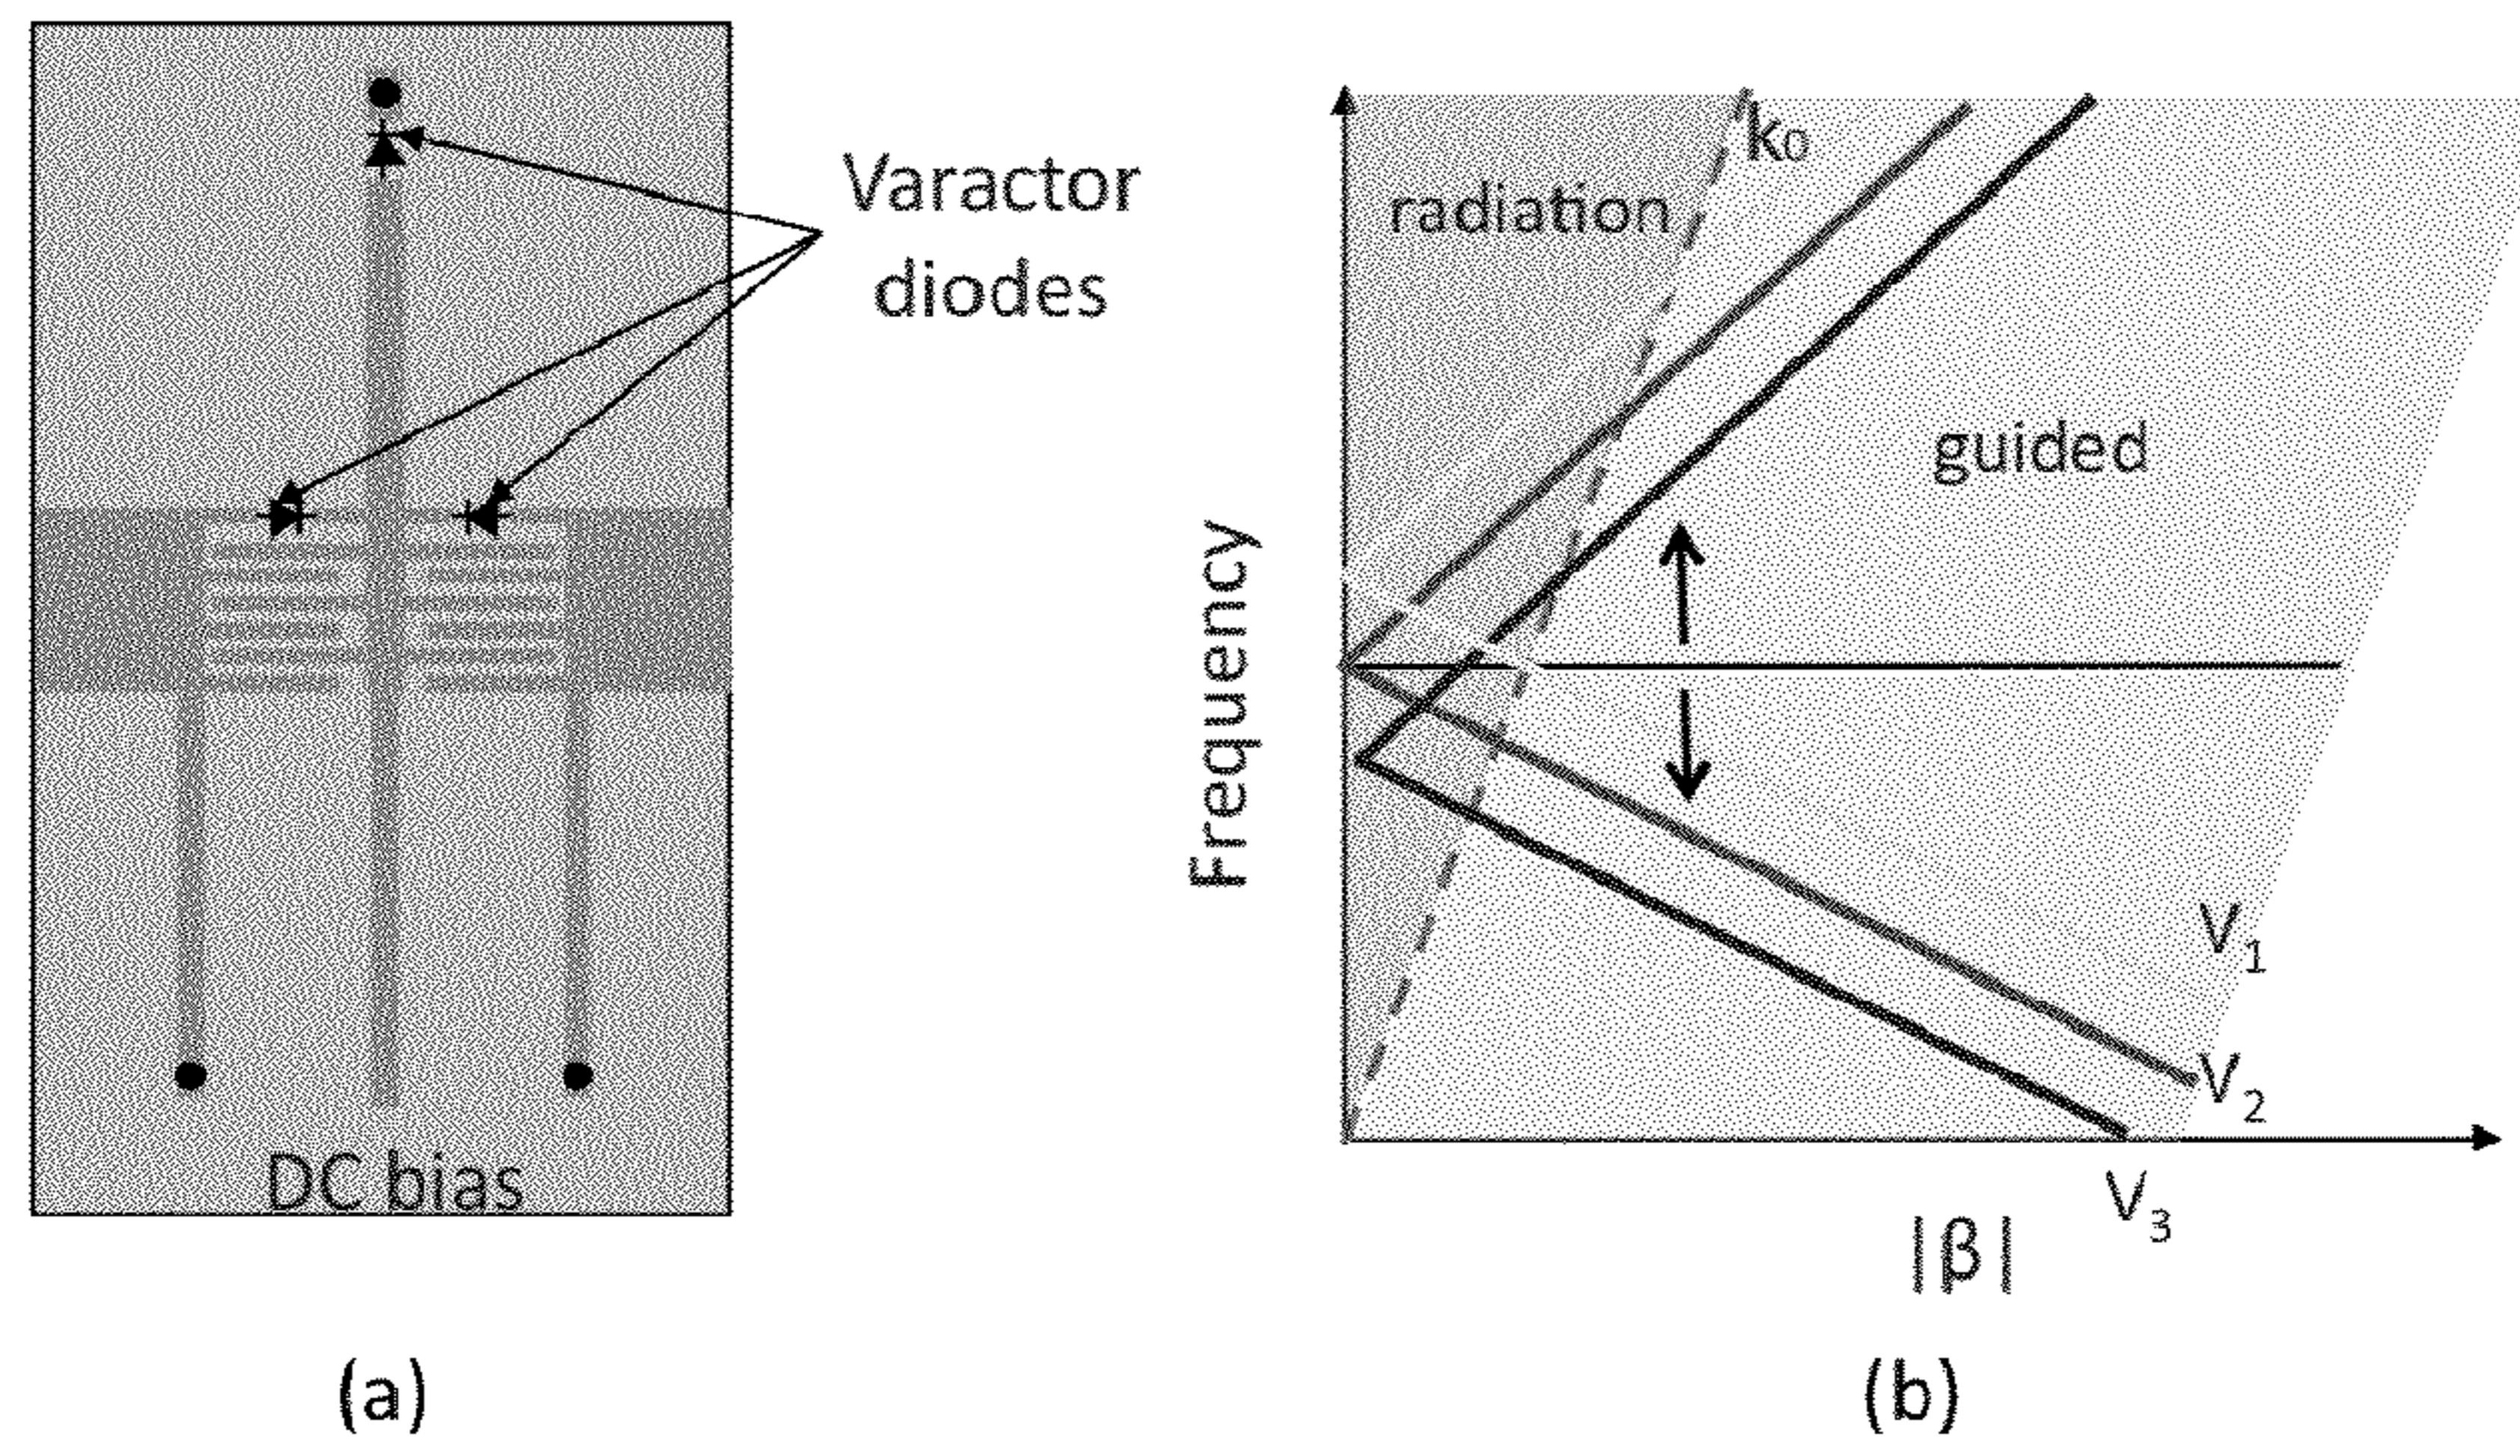 Varactor
diodes
DC bias
(a)
k0
radiation
guided
Frequency
V1
V2
V3
|β|
(b)